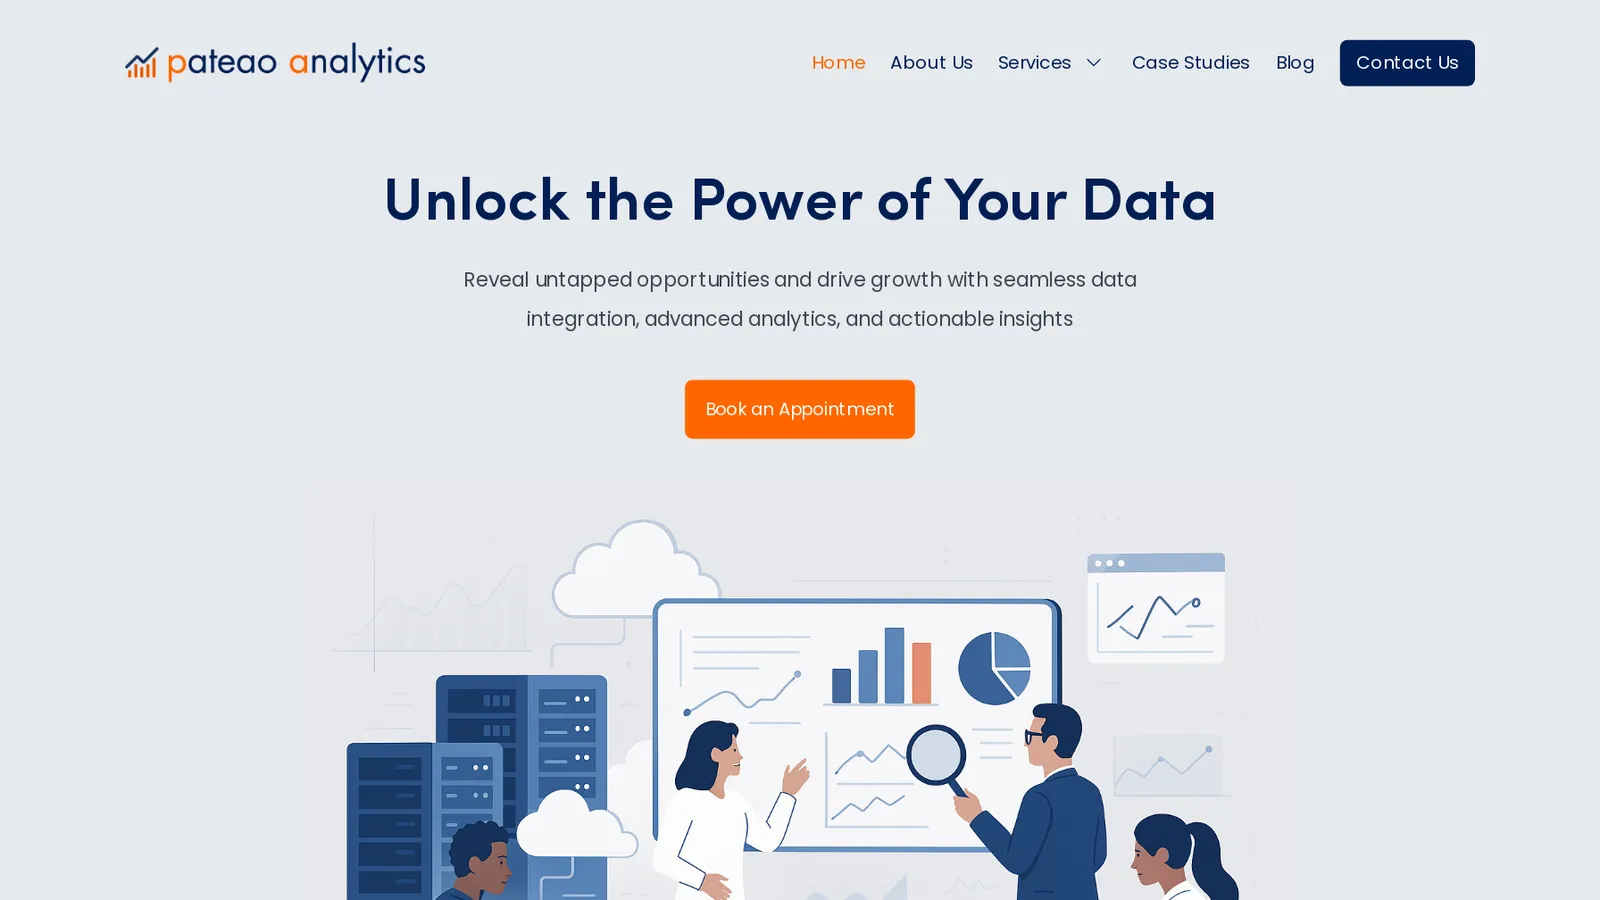 pateao analytics
Home
About Us
Services
Case Studies
Blog
Contact Us
Unlock the Power of Your Data
Reveal untapped opportunities and drive growth with seamless data
integration, advanced analytics, and actionable insights
Book an Appointment